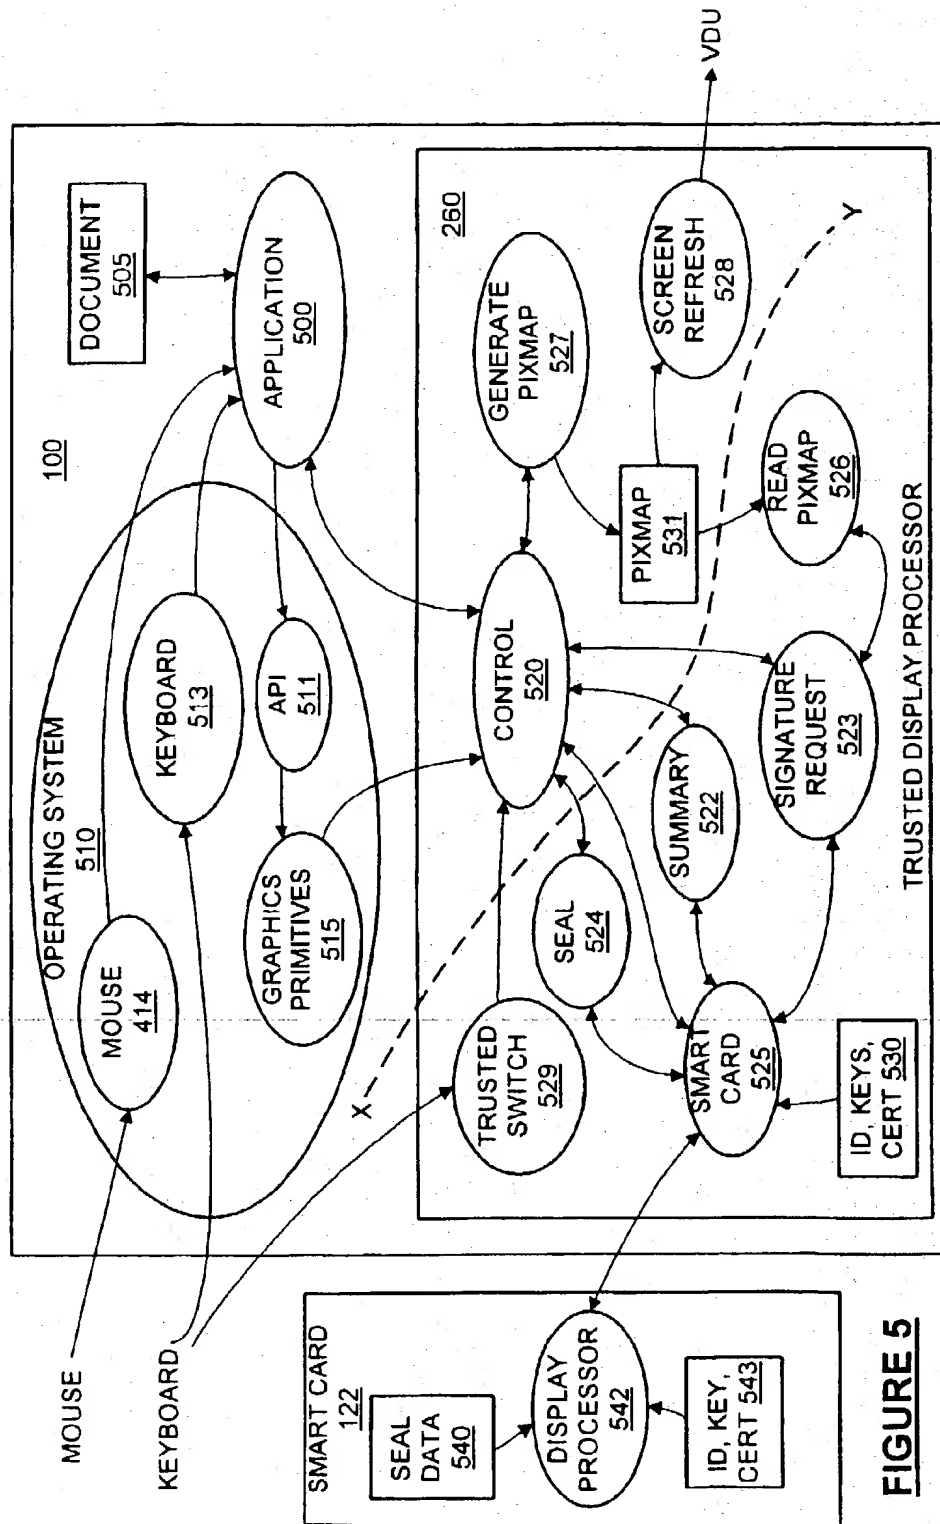 MOUSE
KEYBOARD
100
OPERATING SYSTEM
510
MOUSE
414
KEYBOARD
513
API
511
GRAPHICS
PRIMITIVES
515
APPLICATION
500
DOCUMENT
505
X
Y
260
TRUSTED
SWITCH
529
CONTROL
520
GENERATE
PIXMAP
527
SEAL
524
SUMMARY
522
PIXMAP
531
SCREEN
REFRESH
528
VDU
SMART
CARD
525
SIGNATURE
REQUEST
523
READ
PIXMAP
526
ID, KEYS,
CERT 530
TRUSTED DISPLAY PROCESSOR
SMART CARD
122
SEAL
DATA
540
DISPLAY
PROCESSOR
542
ID, KEY,
CERT 543
FIGURE 5